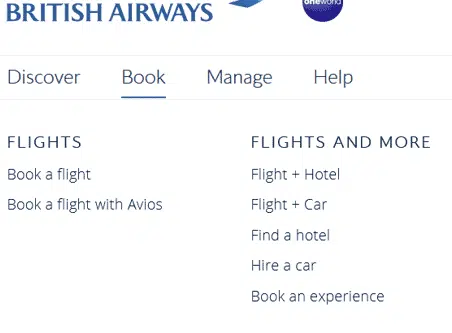 BRITISH AIRWAYS
oneworld
Discover Book Manage Help
FLIGHTS
Book a flight
Book a flight with Avios
FLIGHTS AND MORE
Flight + Hotel
Flight + Car
Find a hotel
Hire a car
Book an experience